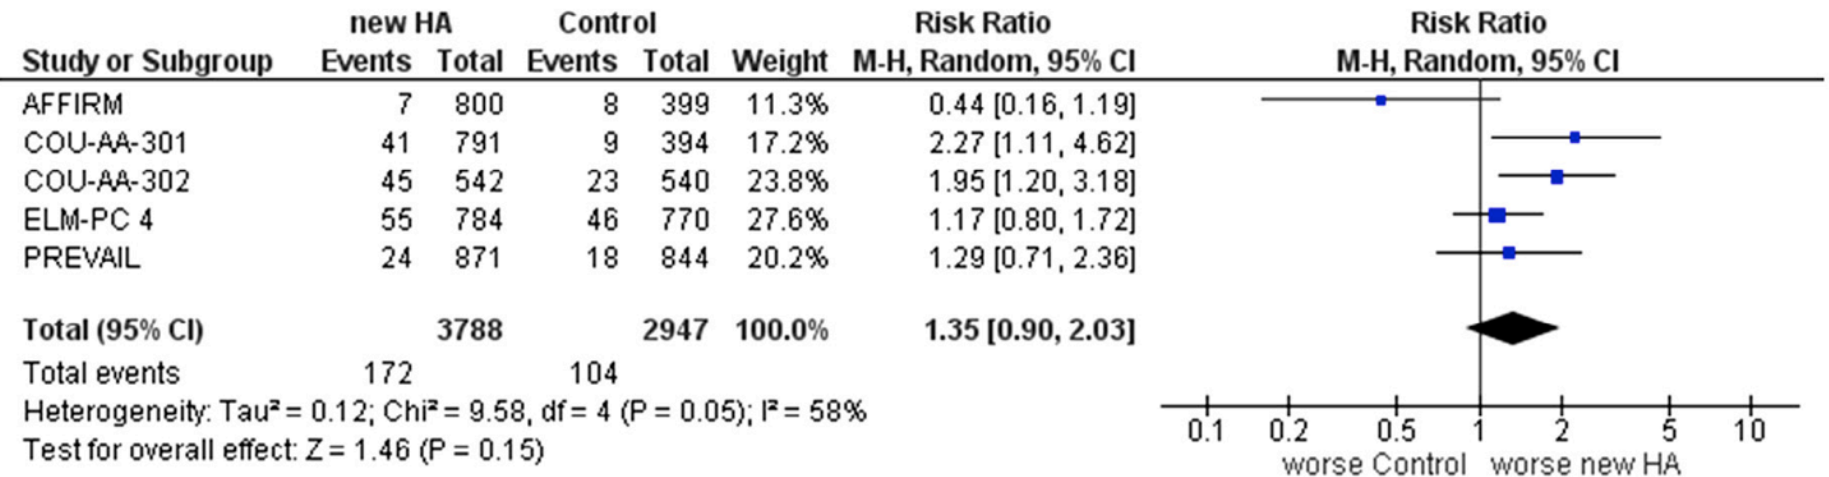 new HA Control Risk Ratio Risk Ratio
Study or Subgroup Events Total Events Total Weight M-H, Random, 95% CI M-H, Random, 95% CI
AFFIRM 7 800 8 399 11.3% 0.44 [0.16, 1.19]
COU-AA-301 41 791 9 394 17.2% 2.27 [1.11, 4.62]
COU-AA-302 45 542 23 540 23.8% 1.95 [1.20, 3.18]
ELM-PC 4 55 784 46 770 27.6% 1.17 [0.80, 1.72]
PREVAIL 24 871 18 844 20.2% 1.29 [0.71, 2.36]
Total (95% CI) 3788 2947 100.0% 1.35 [0.90, 2.03]
Total events 172 104
Heterogeneity: Tau² = 0.12; Chi² = 9.58, df = 4 (P = 0.05); I² = 58%
Test for overall effect: Z = 1.46 (P = 0.15)
0.1 0.2 0.5 1 2 5 10
worse Control worse new HA